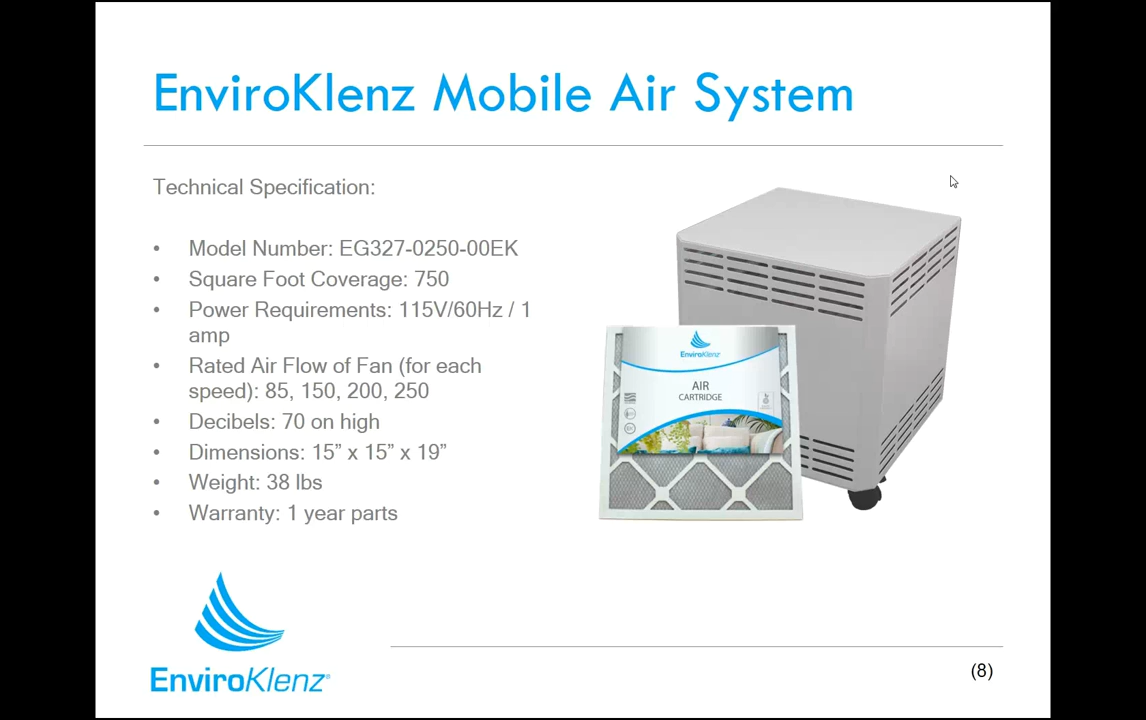 EnviroKlenz Mobile Air System
Technical Specification:
• Model Number: EG327-0250-00EK
• Square Foot Coverage: 750
• Power Requirements: 115V/60Hz / 1
amp
• Rated Air Flow of Fan (for each
speed): 85, 150, 200, 250
• Decibels: 70 on high
• Dimensions: 15” x 15” x 19”
• Weight: 38 lbs
• Warranty: 1 year parts
EnviroKlenz
AIR
CARTRIDGE
EnviroKlenz®
(8)